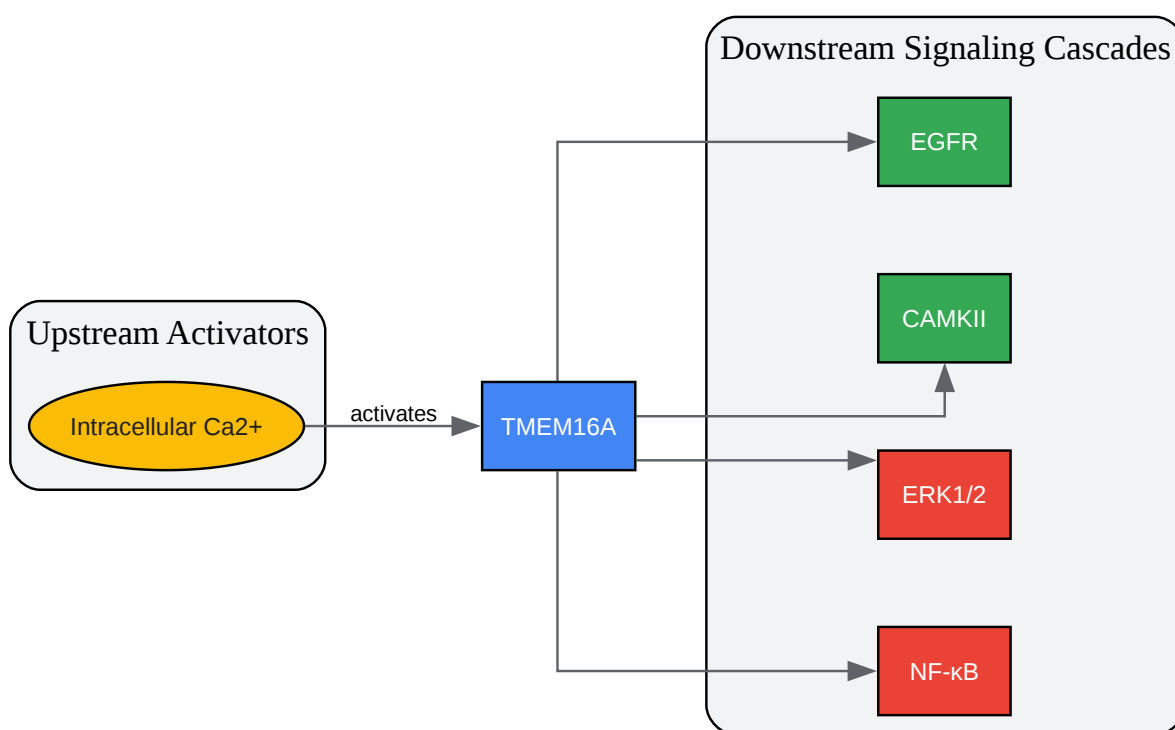 Downstream Signaling Cascades
EGFR
CAMKII
Upstream Activators
Intracellular Ca2+
activates
TMEM16A
ERK1/2
NF-κB